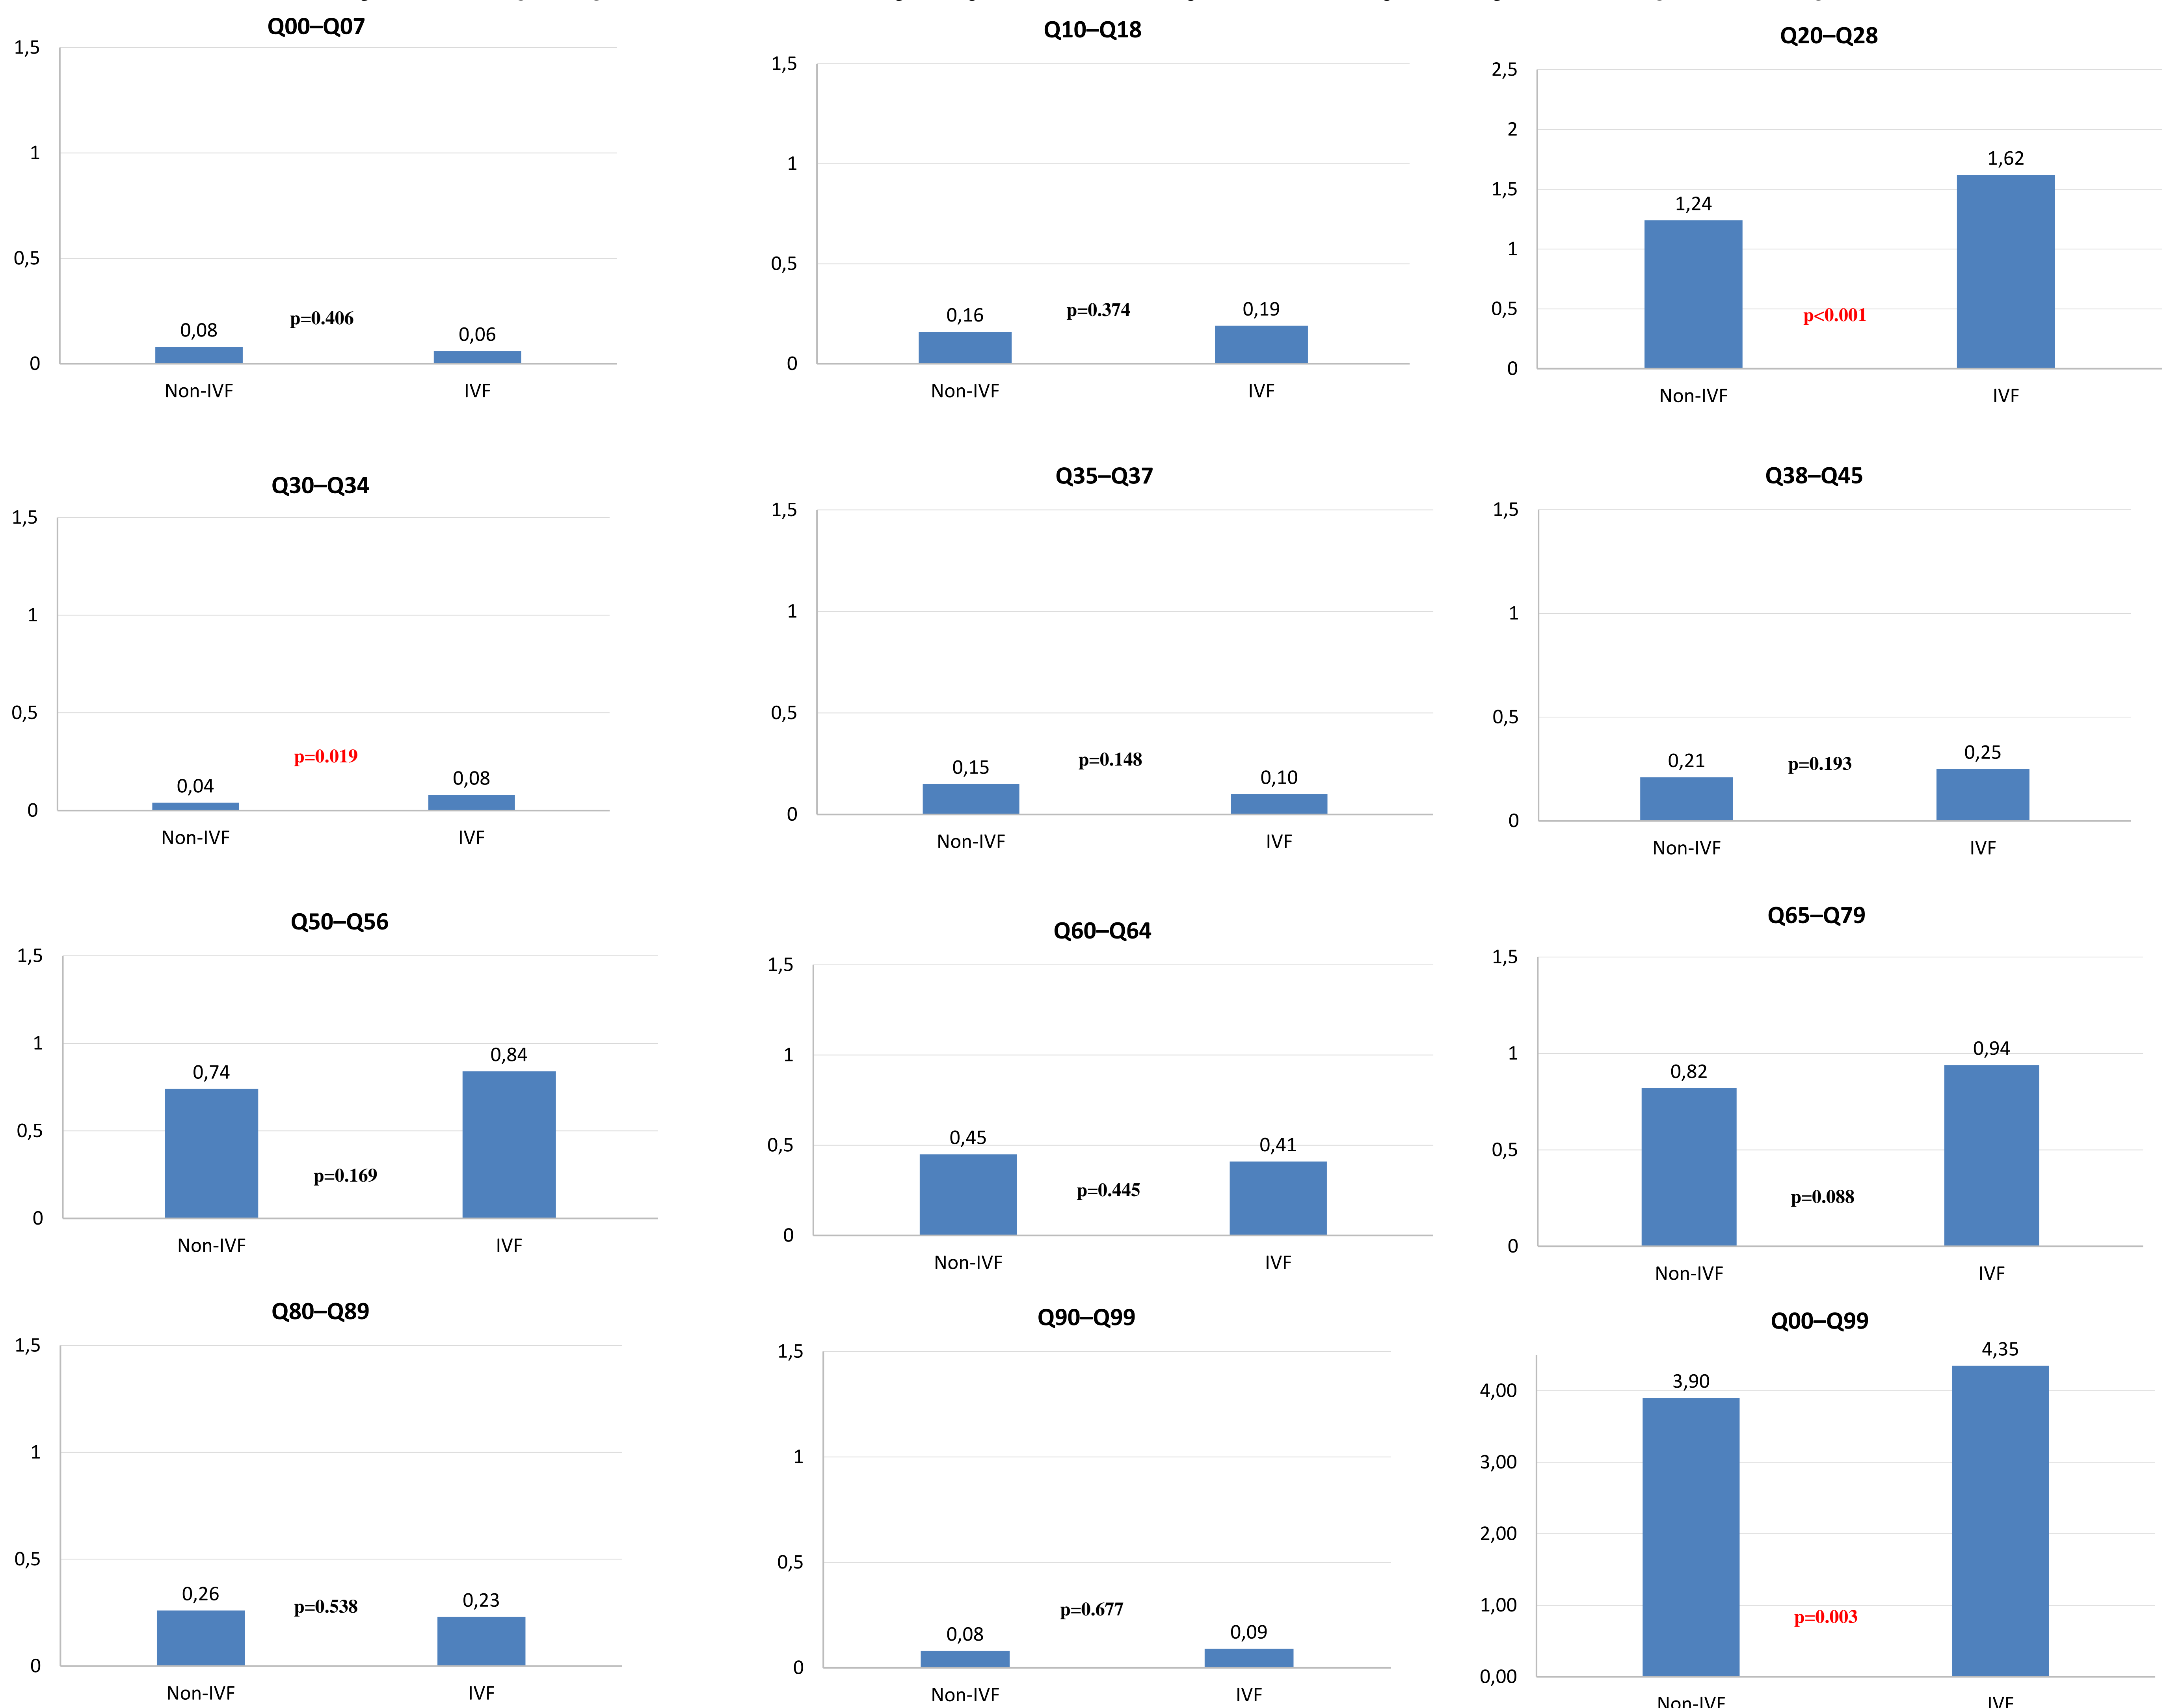 Q00–Q07
1,5
1
0,5
0
0,08
p=0.406
0,06
Non-IVF
IVF
Q10–Q18
1,5
1
0,5
0
0,16
p=0.374
0,19
Non-IVF
IVF
Q20–Q28
2,5
2
1,5
1
0,5
0
1,24
p<0.001
1,62
Non-IVF
IVF
Q30–Q34
1,5
1
0,5
0
0,04
p=0.019
0,08
Non-IVF
IVF
Q35–Q37
1,5
1
0,5
0
0,15
p=0.148
0,10
Non-IVF
IVF
Q38–Q45
1,5
1
0,5
0
0,21
p=0.193
0,25
Non-IVF
IVF
Q50–Q56
1,5
1
0,5
0
0,74
p=0.169
0,84
Non-IVF
IVF
Q60–Q64
1,5
1
0,5
0
0,45
p=0.445
0,41
Non-IVF
IVF
Q65–Q79
1,5
1
0,5
0
0,82
p=0.088
0,94
Non-IVF
IVF
Q80–Q89
1,5
1
0,5
0
0,26
p=0.538
0,23
Non-IVF
IVF
Q90–Q99
1,5
1
0,5
0
0,08
p=0.677
0,09
Non-IVF
IVF
Q00–Q99
4,00
3,00
2,00
1,00
0,00
3,90
p=0.003
4,35
Non-IVF
IVF